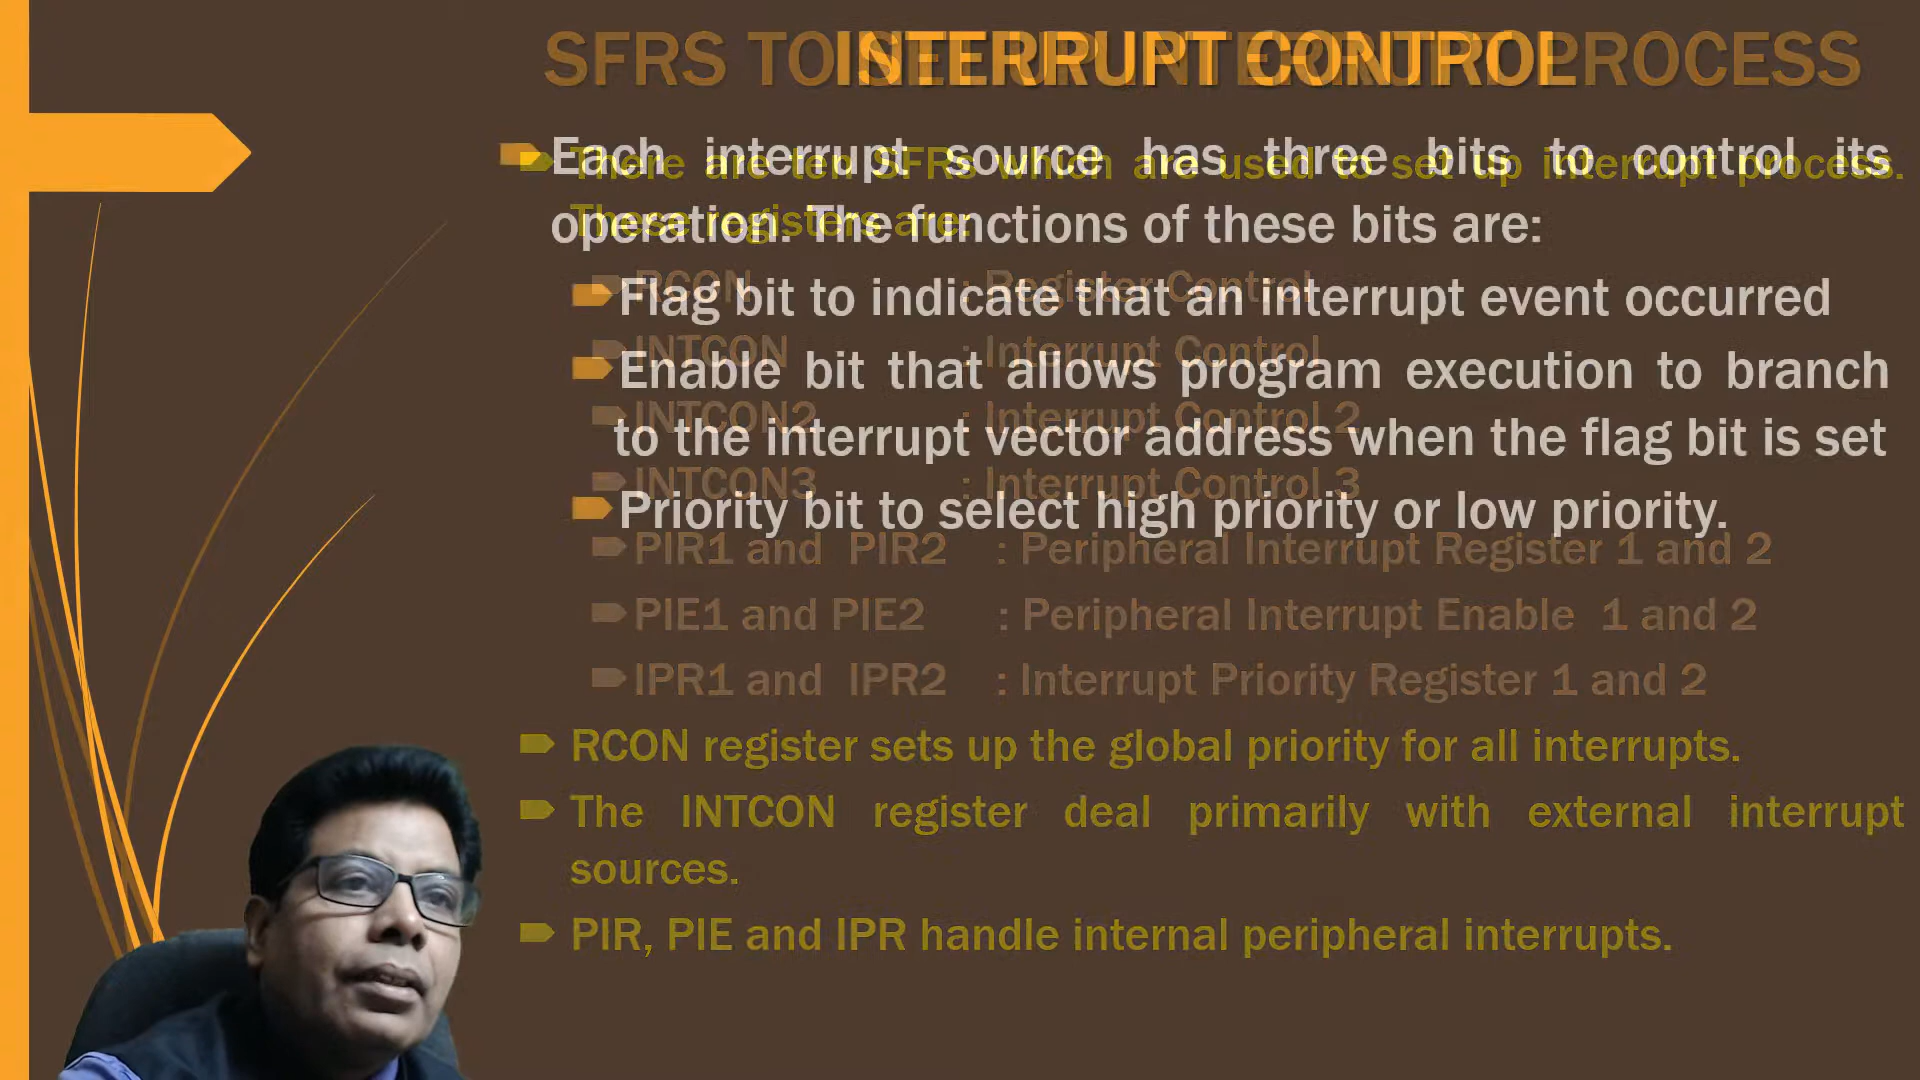 INTERRUPT CONTROL
Each interrupt source has three bits to control its
operation. The functions of these bits are:
Flag bit to indicate that an interrupt event occurred
Enable bit that allows program execution to branch
to the interrupt vector address when the flag bit is set
Priority bit to select high priority or low priority.
SFRS TO SET UP INTERRUPT PROCESS
There are ten SFRs which are used to set up interrupt process.
These registers are:
RCON : Register Control
INTCON : Interrupt Control
INTCON2 : Interrupt Control 2
INTCON3 : Interrupt Control 3
PIR1 and PIR2 : Peripheral Interrupt Register 1 and 2
PIE1 and PIE2 : Peripheral Interrupt Enable 1 and 2
IPR1 and IPR2 : Interrupt Priority Register 1 and 2
RCON register sets up the global priority for all interrupts.
The INTCON register deal primarily with external interrupt
sources.
PIR, PIE and IPR handle internal peripheral interrupts.